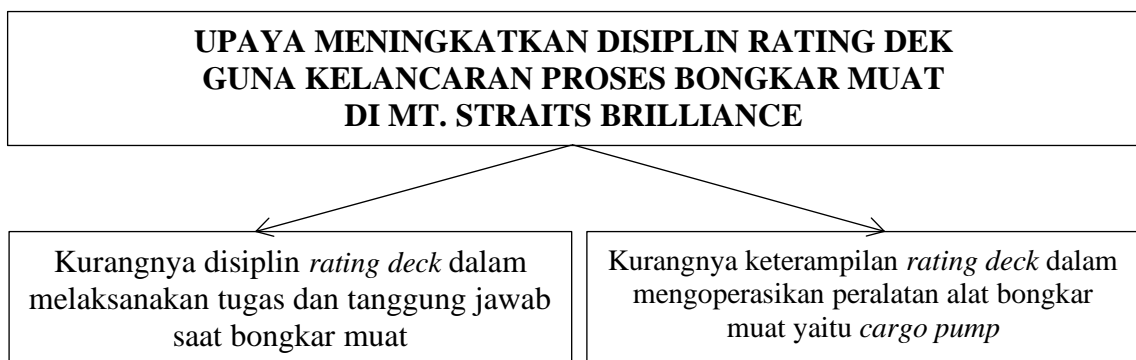 UPAYA MENINGKATKAN DISIPLIN RATING DEK
GUNA KELANCARAN PROSES BONGKAR MUAT
DI MT. STRAITS BRILLIANCE
Kurangnya disiplin rating deck dalam
melaksanakan tugas dan tanggung jawab
saat bongkar muat
Kurangnya keterampilan rating deck dalam
mengoperasikan peralatan alat bongkar
muat yaitu cargo pump